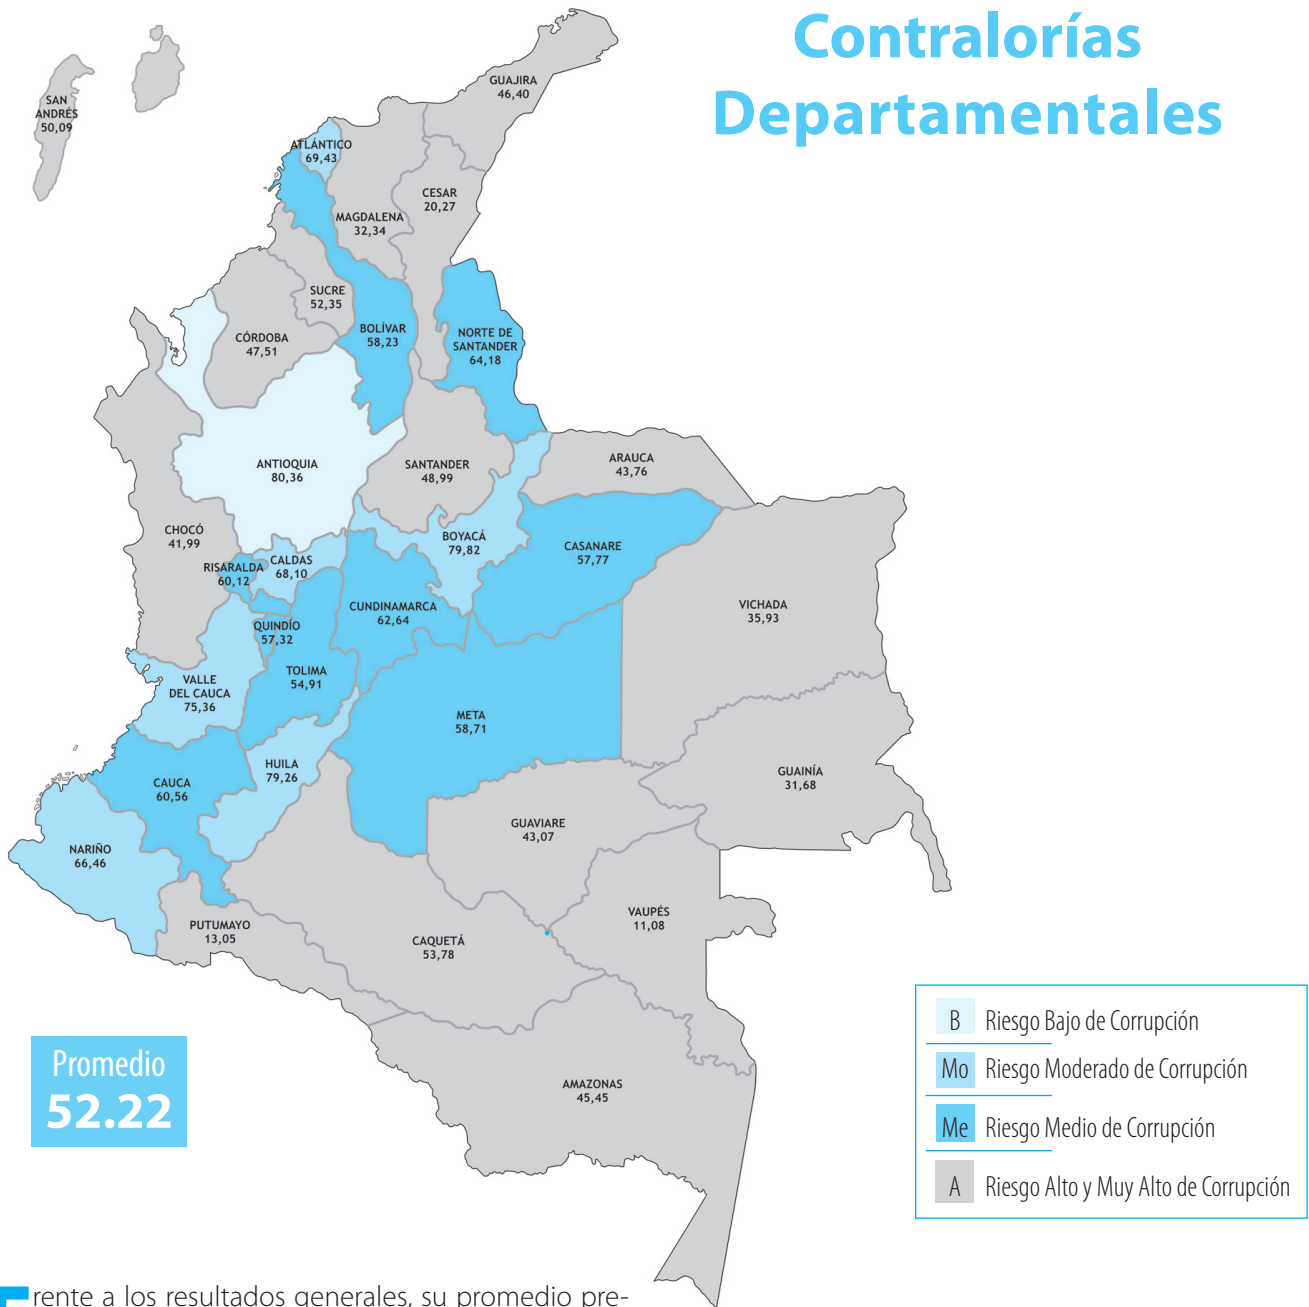 Contralorías
Departamentales
SAN
ANDRÉS
50,09
GUAJIRA
46,40
ATLÁNTICO
69,43
CESAR
20,27
MAGDALENA
32,34
SUCRE
52,35
BOLÍVAR
58,23
NORTE DE
SANTANDER
64,18
CÓRDOBA
47,51
ANTIOQUIA
80,36
SANTANDER
48,99
ARAUCA
43,76
CHOCÓ
41,99
BOYACÁ
79,82
CASANARE
57,77
RISARALDA
60,12
CALDAS
68,10
CUNDINAMARCA
62,64
VICHADA
35,93
QUINDÍO
57,32
TOLIMA
54,91
VALLE
DEL CAUCA
75,36
META
58,71
HUILA
79,26
CAUCA
60,56
GUAINÍA
31,68
GUAVIARE
43,07
NARIÑO
66,46
VAUPÉS
11,08
PUTUMAYO
13,05
CAQUETÁ
53,78
AMAZONAS
45,45
Promedio
52.22
B Riesgo Bajo de Corrupción
Mo Riesgo Moderado de Corrupción
Me Riesgo Medio de Corrupción
A Riesgo Alto y Muy Alto de Corrupción
Frente a los resultados generales, su promedio pre-